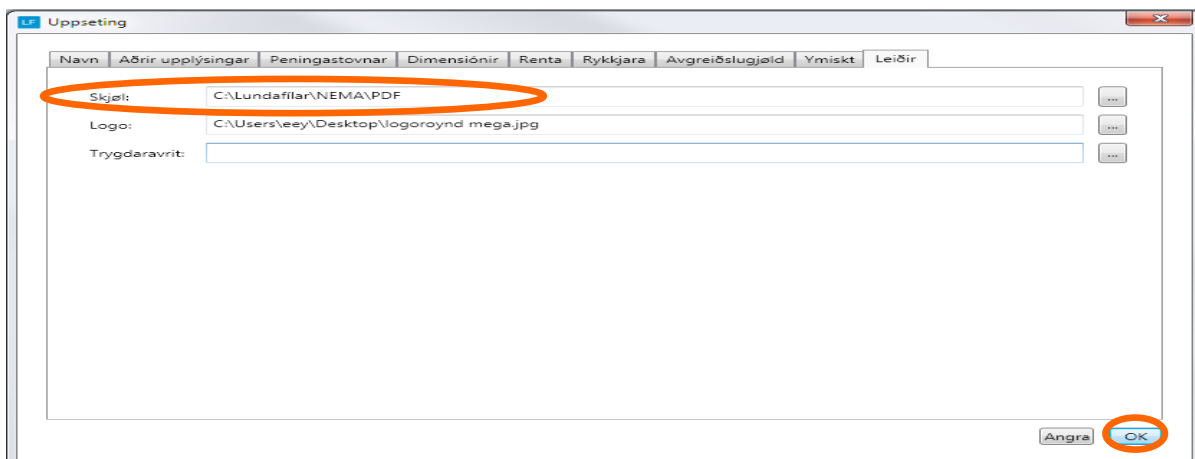 LF Uppseting
Navn Aðrir upplýsingar Peningastovnar Dimensiónir Renta Rykkjara Avgreiðslugjøld Ymiskt Leiðir
Skjøl: C:\Lundafílar\NEMA\PDF ...
Logo: C:\Users\eey\Desktop\logoroynd mega.jpg ...
Trygdaravrit: ...
Angra OK